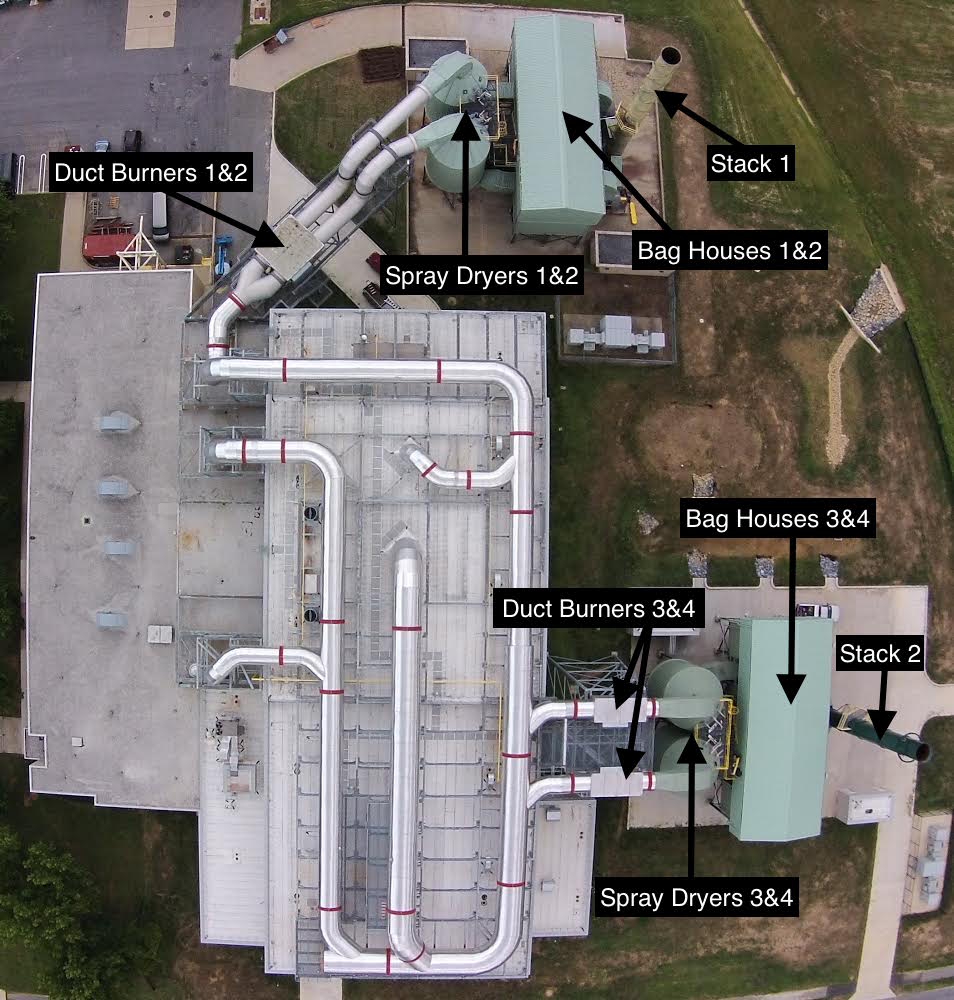 Stack 1
Duct Burners 1&2
Bag Houses 1&2
Spray Dryers 1&2
Bag Houses 3&4
Duct Burners 3&4
Stack 2
Spray Dryers 3&4